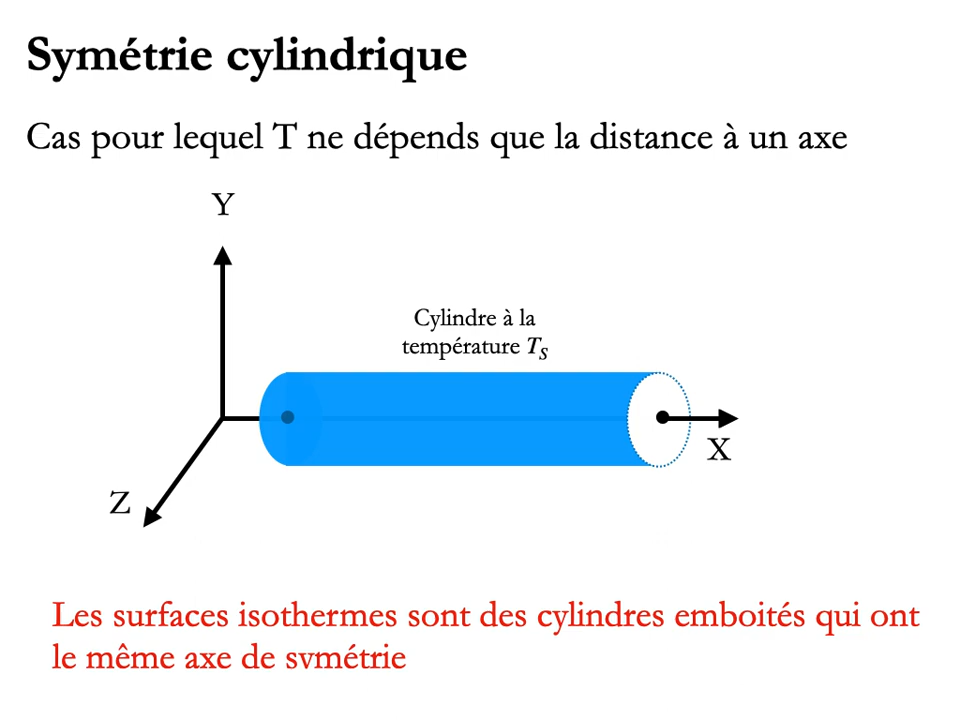 Symétrie cylindrique
Cas pour lequel T ne dépends que la distance à un axe
Y
Cylindre à la
température T_S
X
Z
Les surfaces isothermes sont des cylindres emboités qui ont
le même axe de symétrie